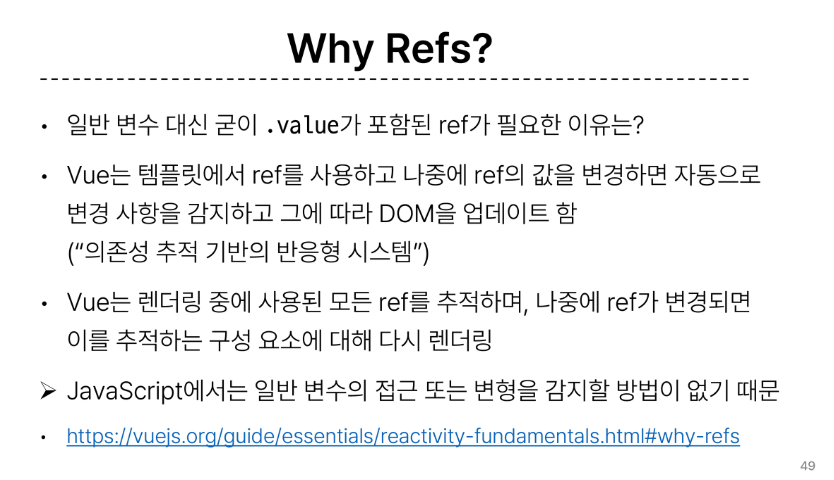 Why Refs?
• 일반 변수 대신 굳이 .value가 포함된 ref가 필요한 이유는?
• Vue는 템플릿에서 ref를 사용하고 나중에 ref의 값을 변경하면 자동으로
변경 사항을 감지하고 그에 따라 DOM을 업데이트 함
(“의존성 추적 기반의 반응형 시스템”)
• Vue는 렌더링 중에 사용된 모든 ref를 추적하며, 나중에 ref가 변경되면
이를 추적하는 구성 요소에 대해 다시 렌더링
➢ JavaScript에서는 일반 변수의 접근 또는 변형을 감지할 방법이 없기 때문
• https://vuejs.org/guide/essentials/reactivity-fundamentals.html#why-refs
49